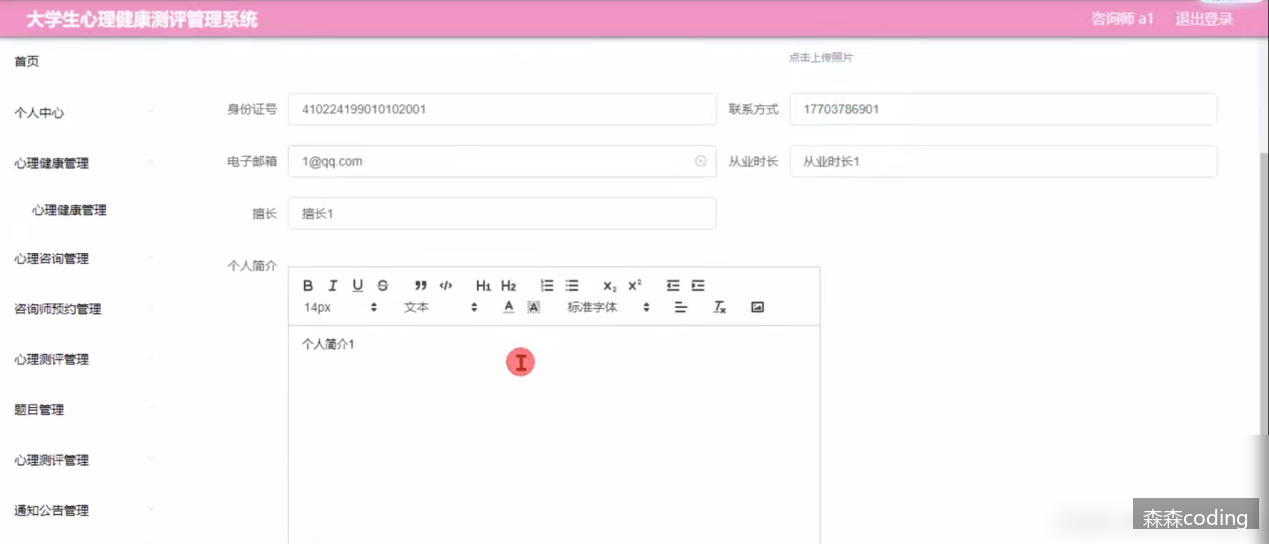 大学生心理健康测评管理系统 咨询师 a1 退出登录
首页
个人中心
心理健康管理
心理健康管理
心理咨询管理
咨询师预约管理
心理测评管理
题目管理
心理测评管理
通知公告管理
点击上传照片
身份证号 410224199010102001 联系方式 17703786901
电子邮箱 1@qq.com 从业时长 从业时长1
擅长 擅长1
个人简介
B I U S ” </> H1 H2 X2 X2
14px 文本 A A 标准字体 Tx
个人简介1
森森coding